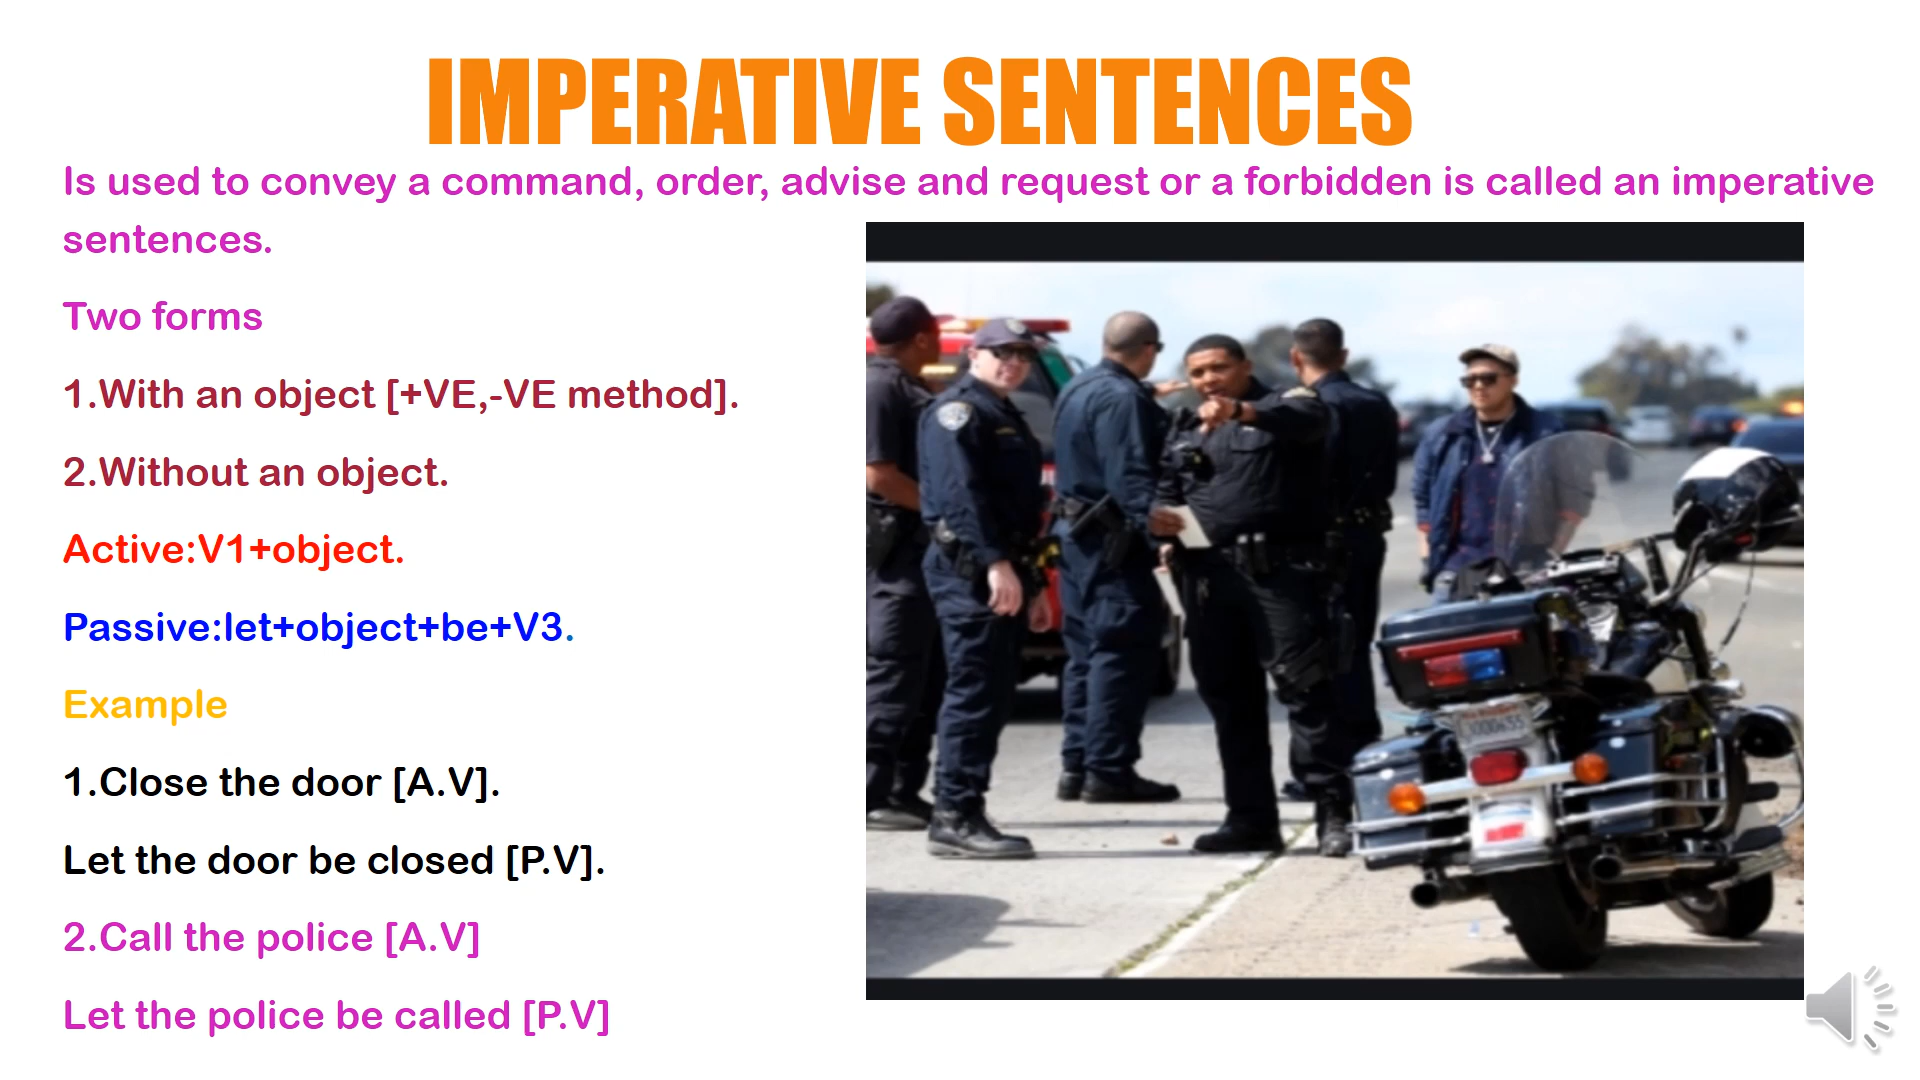 IMPERATIVE SENTENCES
Is used to convey a command, order, advise and request or a forbidden is called an imperative
sentences.
Two forms
1.With an object [+VE,-VE method].
2.Without an object.
Active:V1+object.
Passive:let+object+be+V3.
Example
1.Close the door [A.V].
Let the door be closed [P.V].
2.Call the police [A.V]
Let the police be called [P.V]